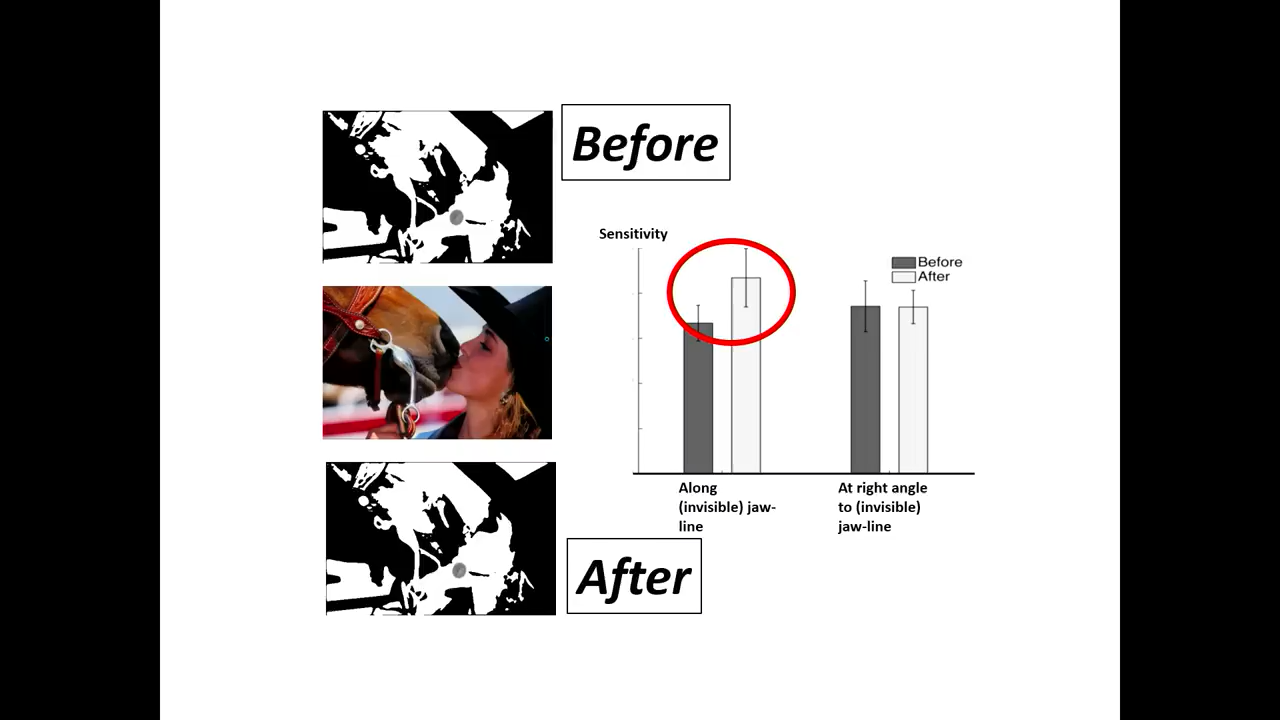 Before
Sensitivity
Before
After
Along
(invisible) jaw-
line
At right angle
to (invisible)
jaw-line
After